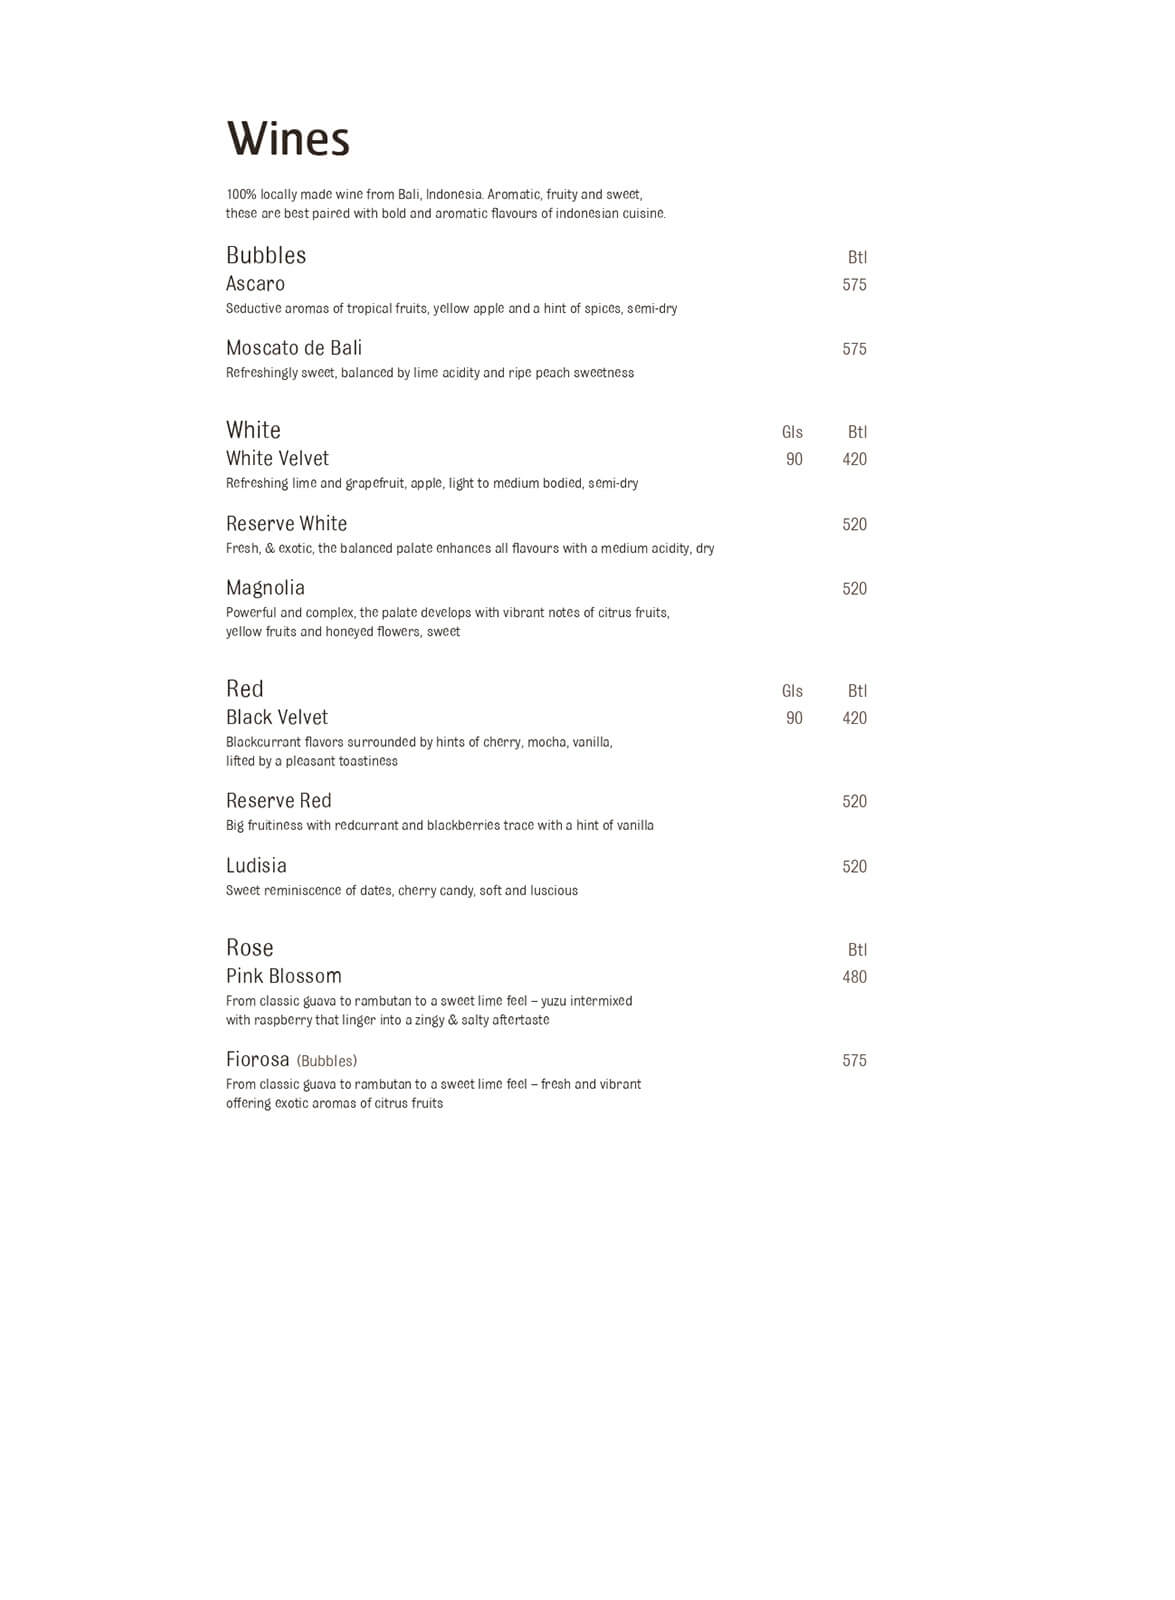 Wines
100% locally made wine from Bali, Indonesia. Aromatic, fruity and sweet,
these are best paired with bold and aromatic flavours of indonesian cuisine.
Bubbles Btl
Ascaro 575
Seductive aromas of tropical fruits, yellow apple and a hint of spices, semi-dry
Moscato de Bali 575
Refreshingly sweet, balanced by lime acidity and ripe peach sweetness
White Gls Btl
White Velvet 90 420
Refreshing lime and grapefruit, apple, light to medium bodied, semi-dry
Reserve White 520
Fresh, & exotic, the balanced palate enhances all flavours with a medium acidity, dry
Magnolia 520
Powerful and complex, the palate develops with vibrant notes of citrus fruits,
yellow fruits and honeyed flowers, sweet
Red Gls Btl
Black Velvet 90 420
Blackcurrant flavors surrounded by hints of cherry, mocha, vanilla,
lifted by a pleasant toastiness
Reserve Red 520
Big fruitiness with redcurrant and blackberries trace with a hint of vanilla
Ludisia 520
Sweet reminiscence of dates, cherry candy, soft and luscious
Rose Btl
Pink Blossom 480
From classic guava to rambutan to a sweet lime feel – yuzu intermixed
with raspberry that linger into a zingy & salty aftertaste
Fiorosa (Bubbles) 575
From classic guava to rambutan to a sweet lime feel – fresh and vibrant
offering exotic aromas of citrus fruits